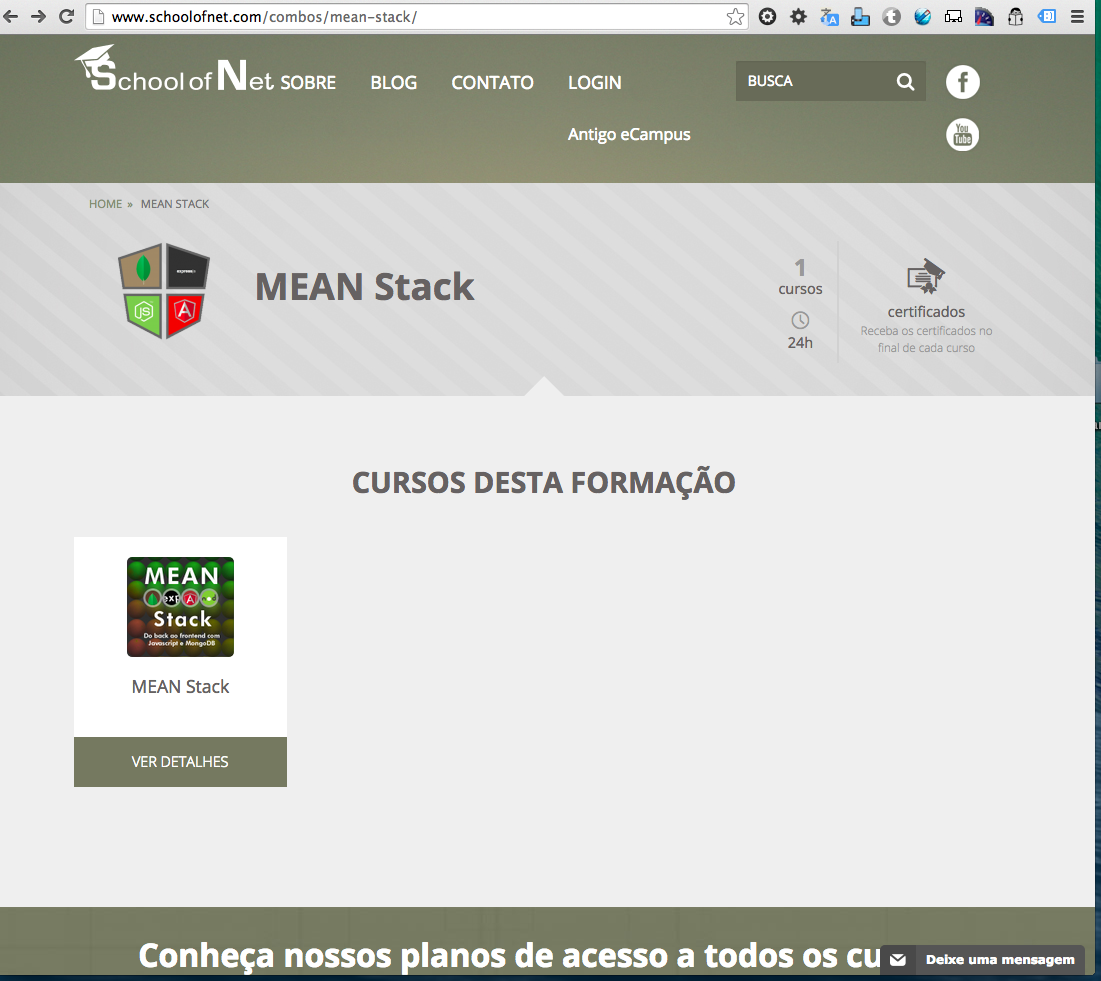 www.schoolofnet.com/combos/mean-stack/
School of Net
SOBRE
BLOG
CONTATO
LOGIN
Antigo eCampus
BUSCA
You Tube
HOME » MEAN STACK
express
JS
A
MEAN Stack
1
cursos
24h
certificados
Receba os certificados no
final de cada curso
CURSOS DESTA FORMAÇÃO
MEAN
exp
A
Stack
Do back ao frontend com
Javascript e MongoDB
MEAN Stack
VER DETALHES
Conheça nossos planos de acesso a todos os cu
Deixe uma mensagem